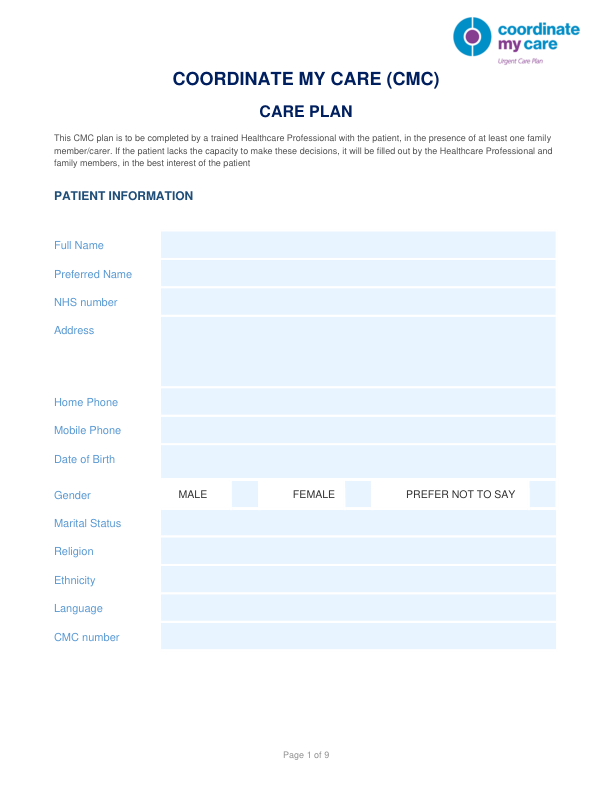 coordinate
my care
Urgent Care Plan
COORDINATE MY CARE (CMC)
CARE PLAN
This CMC plan is to be completed by a trained Healthcare Professional with the patient, in the presence of at least one family
member/carer. If the patient lacks the capacity to make these decisions, it will be filled out by the Healthcare Professional and
family members, in the best interest of the patient
PATIENT INFORMATION
Full Name
Preferred Name
NHS number
Address
Home Phone
Mobile Phone
Date of Birth
Gender MALE FEMALE PREFER NOT TO SAY
Marital Status
Religion
Ethnicity
Language
CMC number
Page 1 of 9